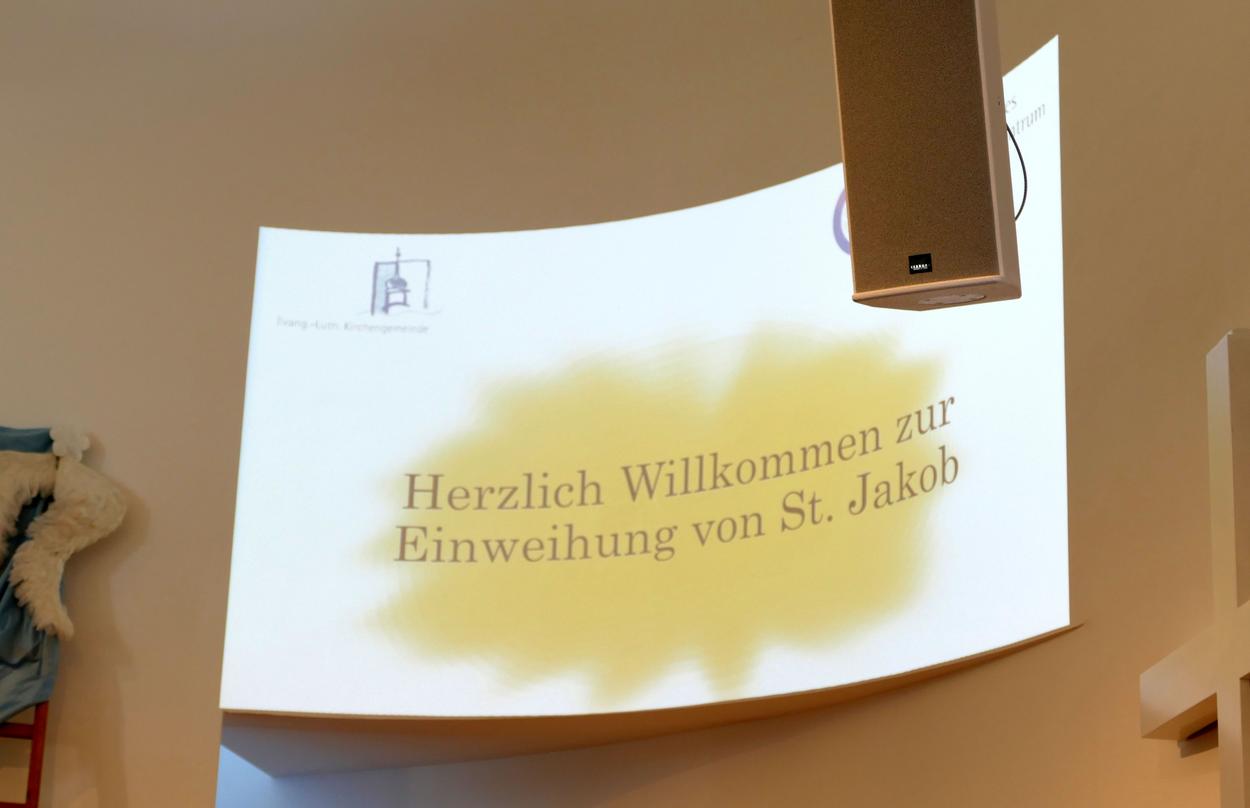 Evang.-Luth. Kirchengemeinde
Herzlich Willkommen zur
Einweihung von St. Jakob